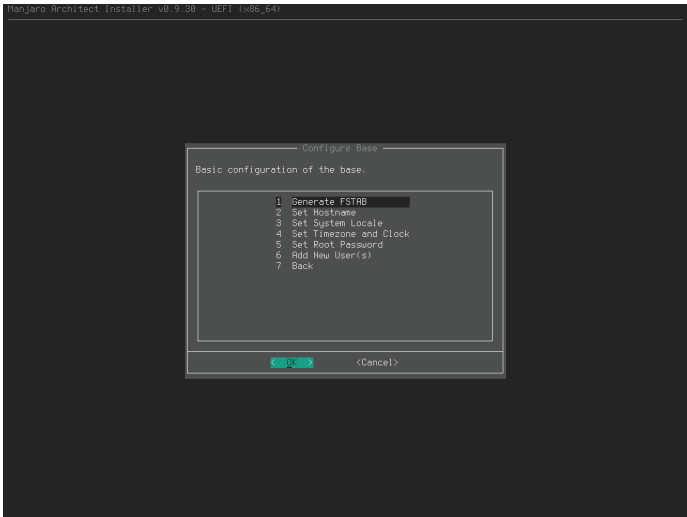 Manjaro Architect Installer v0.9.30 - UEFI (x86_64)
Configure Base
Basic configuration of the base.
1 Generate FSTAB
2 Set Hostname
3 Set System Locale
4 Set Timezone and Clock
5 Set Root Password
6 Add New User(s)
7 Back
< OK > <Cancel>